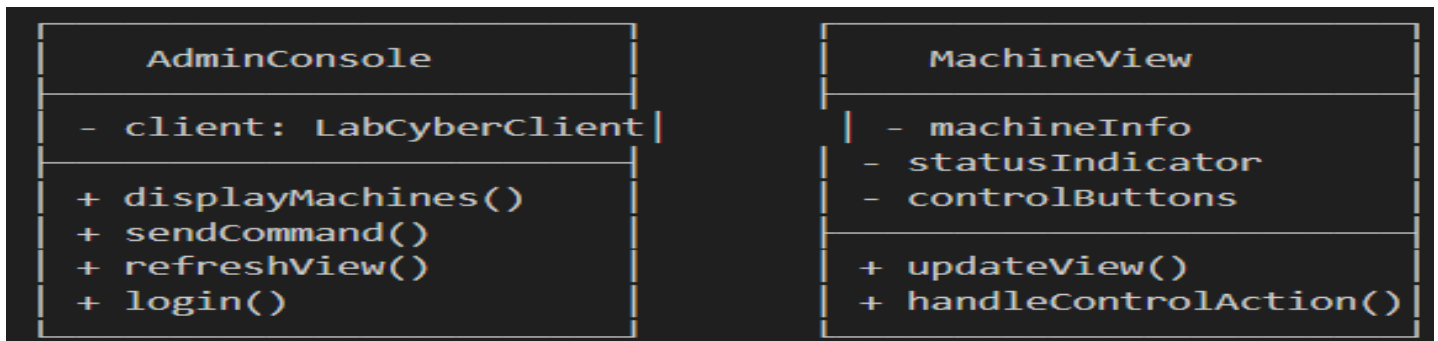 AdminConsole
- client: LabCyberClient
+ displayMachines()
+ sendCommand()
+ refreshView()
+ login()
MachineView
- machineInfo
- statusIndicator
- controlButtons
+ updateView()
+ handleControlAction()